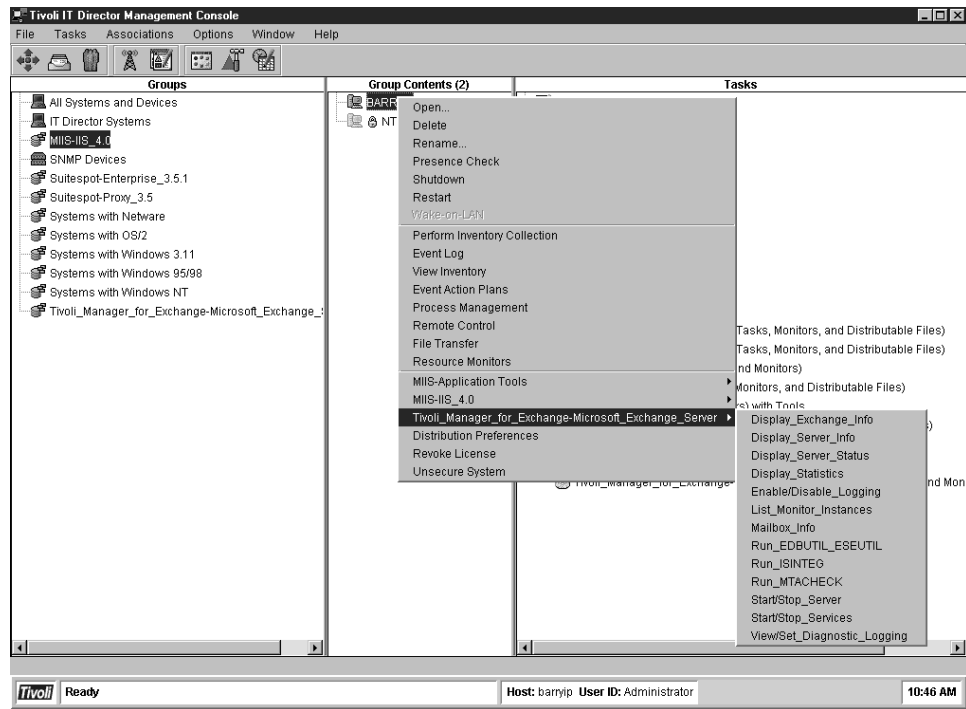 Tivoli IT Director Management Console
File Tasks Associations Options Window Help
Groups
All Systems and Devices
IT Director Systems
MIIS-IIS_4.0
SNMP Devices
Suitespot-Enterprise_3.5.1
Suitespot-Proxy_3.5
Systems with Netware
Systems with OS/2
Systems with Windows 3.11
Systems with Windows 95/98
Systems with Windows NT
Tivoli_Manager_for_Exchange-Microsoft_Exchange_
Group Contents (2)
BARR
NT
Open...
Delete
Rename...
Presence Check
Shutdown
Restart
Wake-on-LAN
Perform Inventory Collection
Event Log
View Inventory
Event Action Plans
Process Management
Remote Control
File Transfer
Resource Monitors
MIIS-Application Tools
MIIS-IIS_4.0
Tivoli_Manager_for_Exchange-Microsoft_Exchange_Server
Distribution Preferences
Revoke License
Unsecure System
Tasks
Tasks, Monitors, and Distributable Files)
Tasks, Monitors, and Distributable Files)
nd Monitors)
Monitors, and Distributable Files)
rs) with Tools
s)
Tivoli_Manager_for_Exchange-
nd Mon
Display_Exchange_Info
Display_Server_Info
Display_Server_Status
Display_Statistics
Enable/Disable_Logging
List_Monitor_Instances
Mailbox_Info
Run_EDBUTIL_ESEUTIL
Run_ISINTEG
Run_MTACHECK
Start/Stop_Server
Start/Stop_Services
View/Set_Diagnostic_Logging
Tivoli Ready Host: barryip User ID: Administrator 10:46 AM